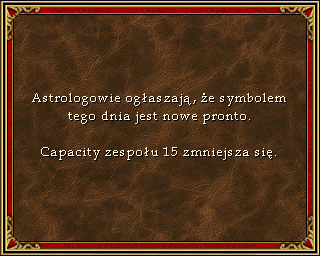 Astrologowie ogłaszają, że symbolem
tego dnia jest nowe pronto.
Capacity zespołu 15 zmniejsza się.